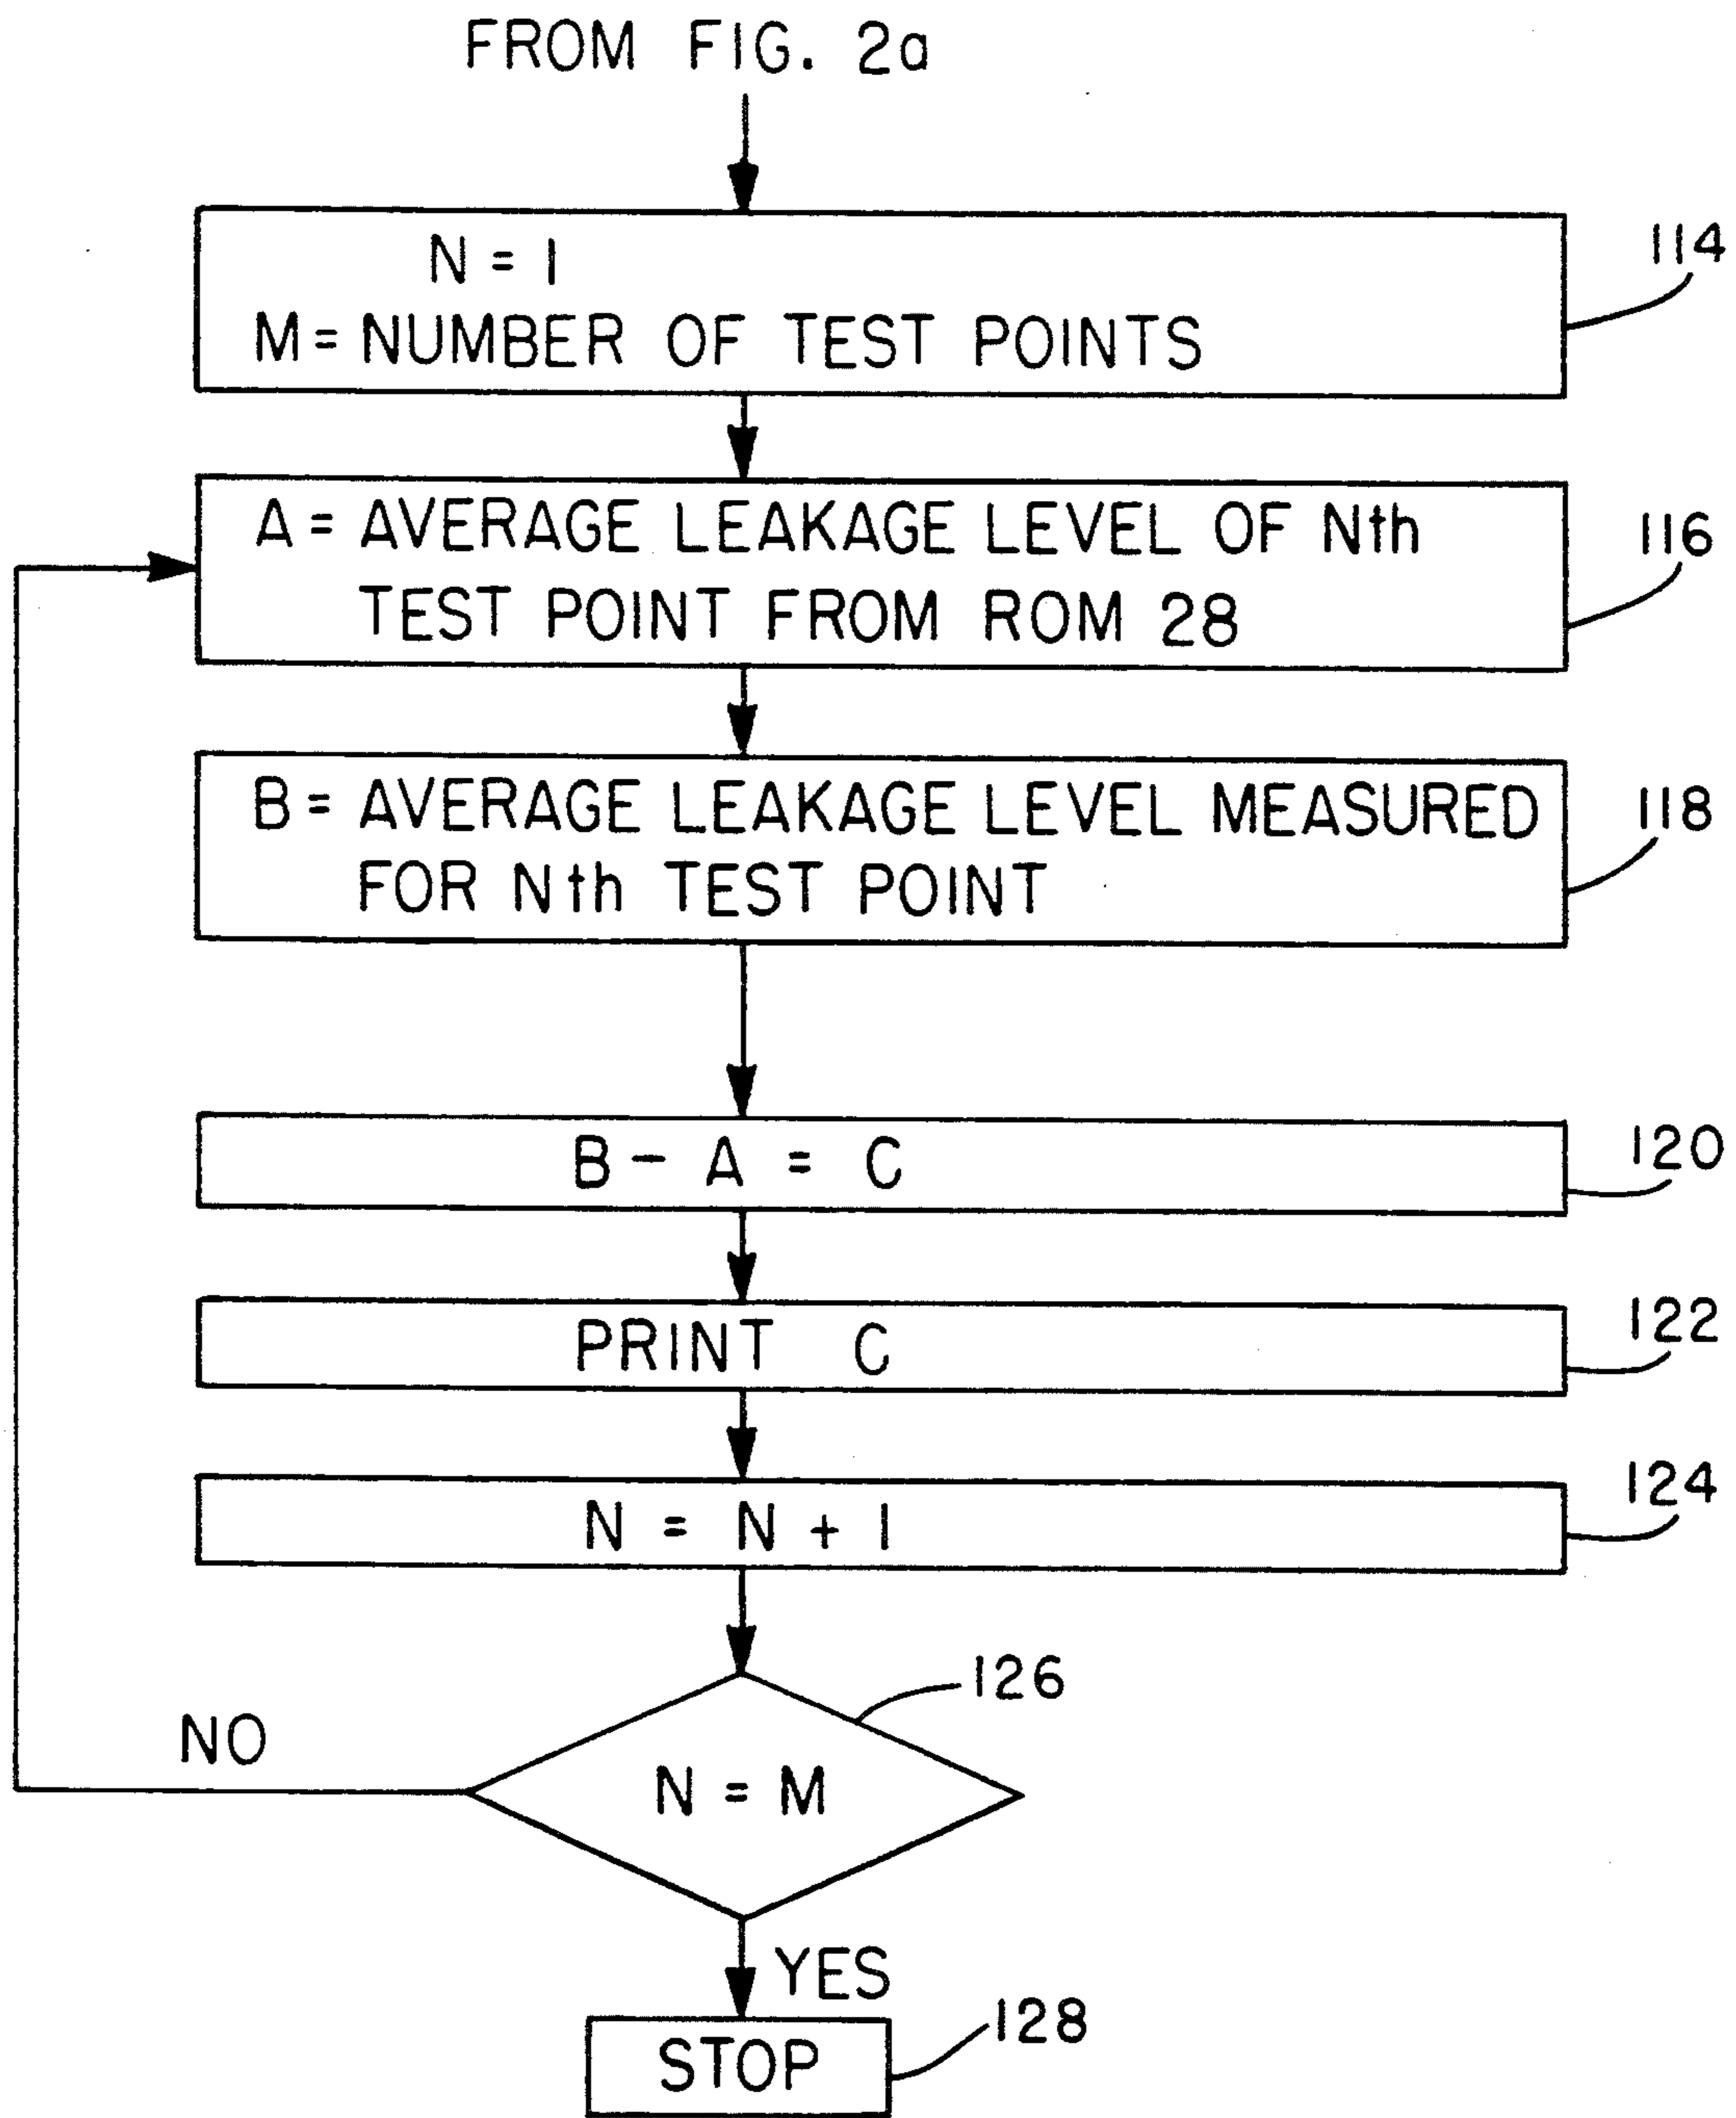 FROM FIG. 2a
N = 1
M = NUMBER OF TEST POINTS
114
A = AVERAGE LEAKAGE LEVEL OF Nth
TEST POINT FROM ROM 28
116
B = AVERAGE LEAKAGE LEVEL MEASURED
FOR Nth TEST POINT
118
B - A = C
120
PRINT C
122
N = N + 1
124
126
NO
N = M
YES
STOP
128